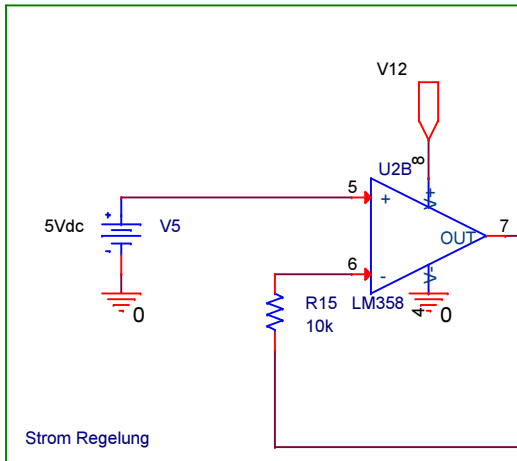 V12
8
U2B
V+
5
+
5Vdc
+
-
V5
OUT
7
6
-
V-
R15
10k
LM358
4
0
0
Strom Regelung